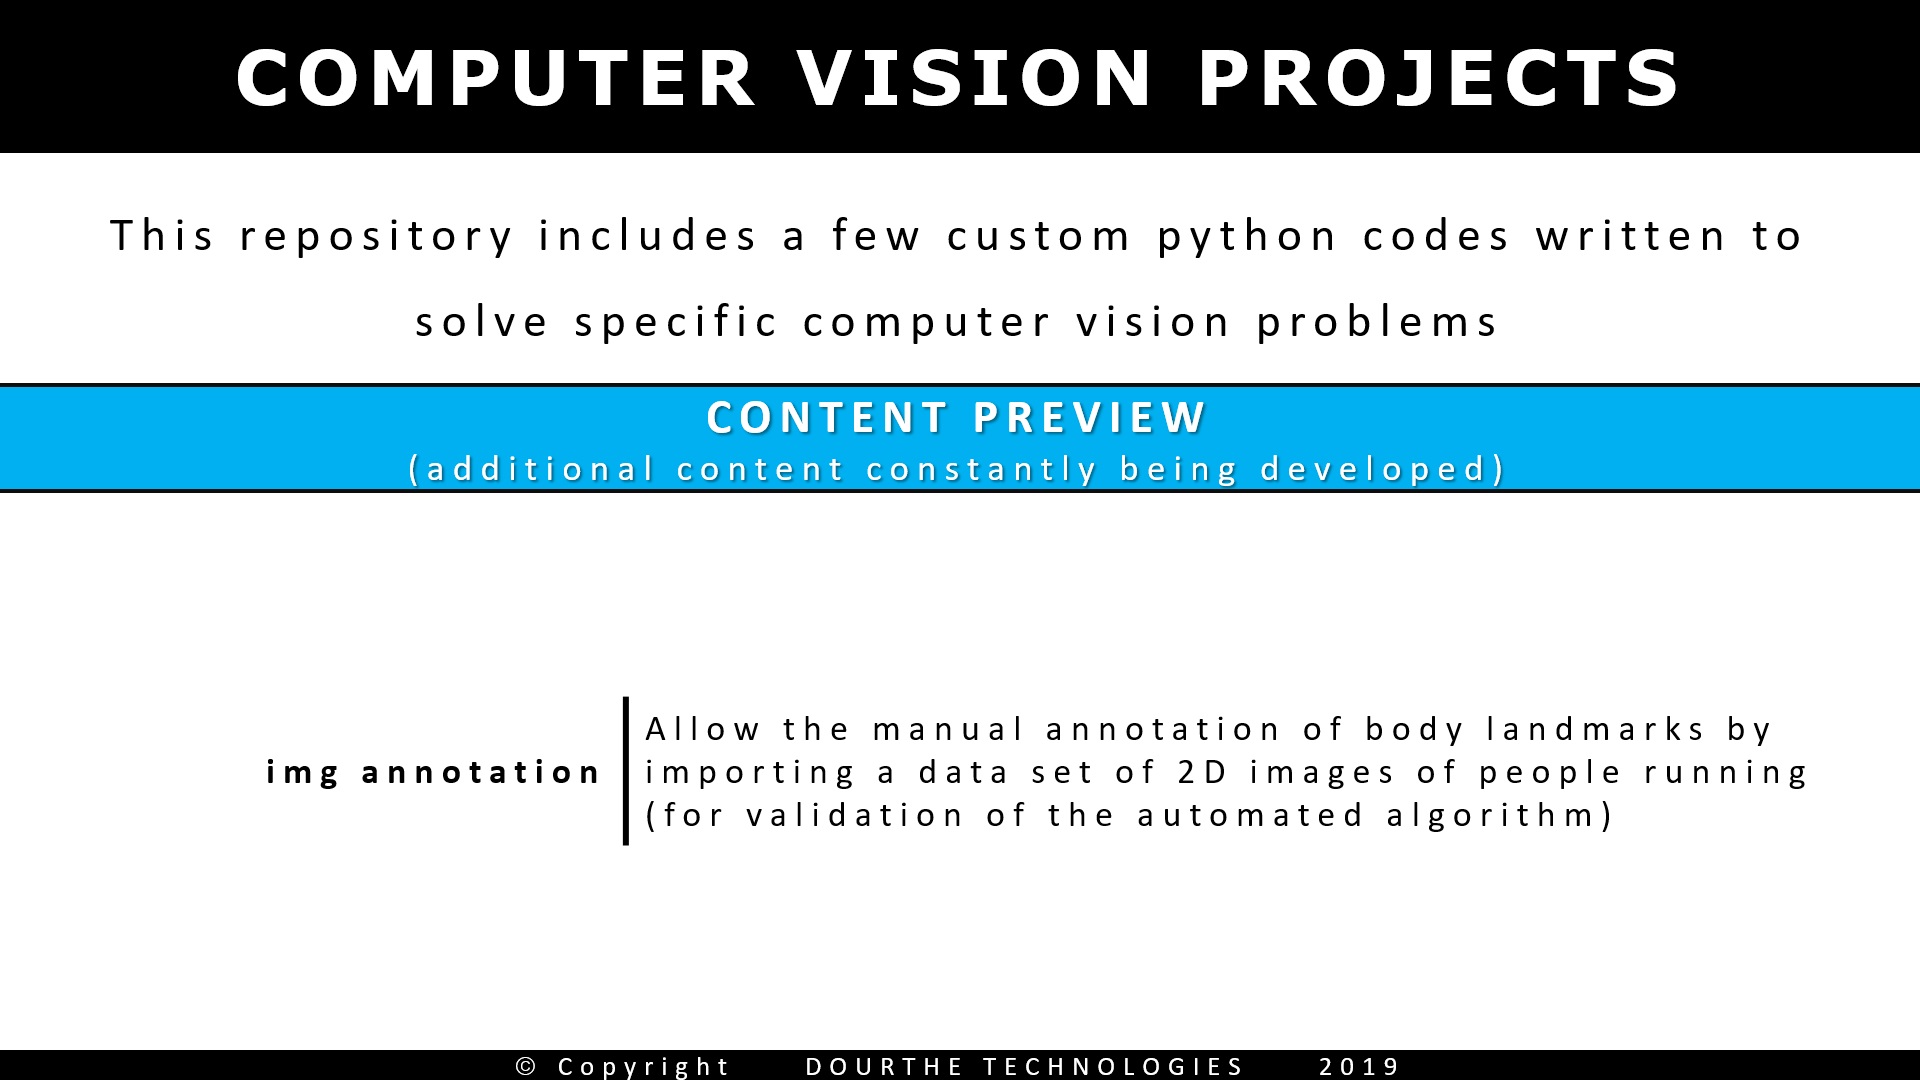 COMPUTER VISION PROJECTS
This repository includes a few custom python codes written to
solve specific computer vision problems
CONTENT PREVIEW
(additional content constantly being developed)
img annotation
Allow the manual annotation of body landmarks by
importing a data set of 2D images of people running
(for validation of the automated algorithm)
© Copyright DOURTHE TECHNOLOGIES 2019